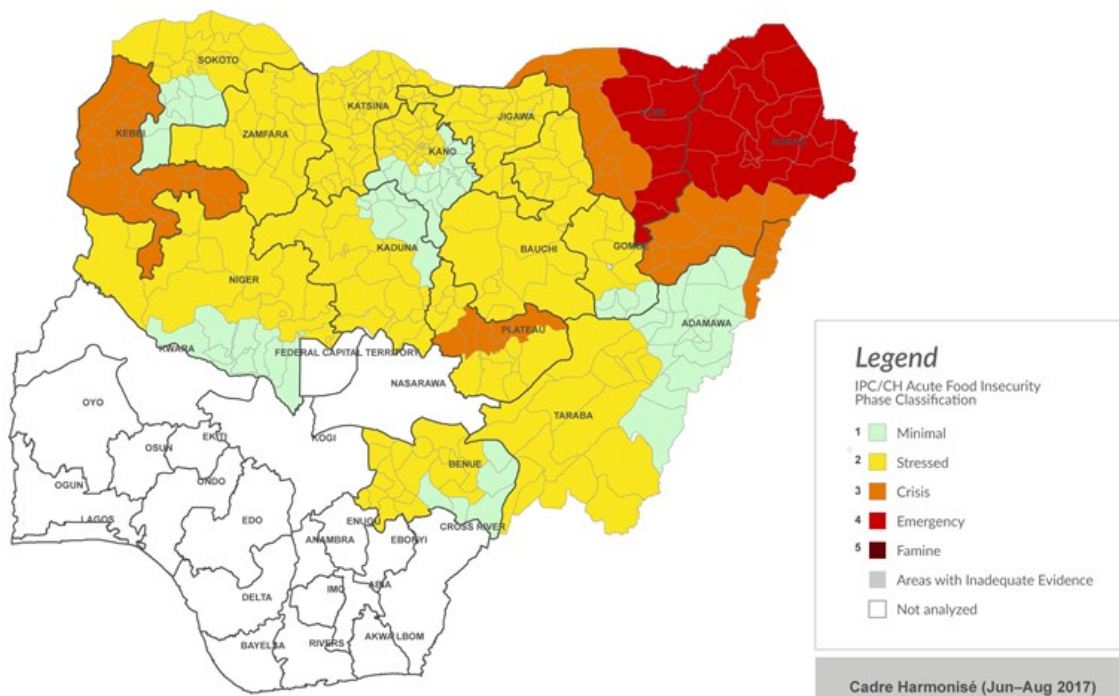 SOKOTO
KEBBI
ZAMFARA
KATSINA
KANO
JIGAWA
YOBE
BORNO
KADUNA
BAUCHI
GOMBE
NIGER
PLATEAU
ADAMAWA
KWARA
FEDERAL CAPITAL TERRITORY
NASARAWA
TARABA
OYO
OSUN
EKITI
KOGI
BENUE
OGUN
ONDO
LAGOS
EDO
ENUGU
ANAMBRA
EBONYI
CROSS RIVER
DELTA
IMO
BAYELSA
RIVERS
AKWA LBOM
Legend
IPC/CH Acute Food Insecurity
Phase Classification
1 Minimal
2 Stressed
3 Crisis
4 Emergency
5 Famine
Areas with Inadequate Evidence
Not analyzed
Cadre Harmonisé (Jun–Aug 2017)